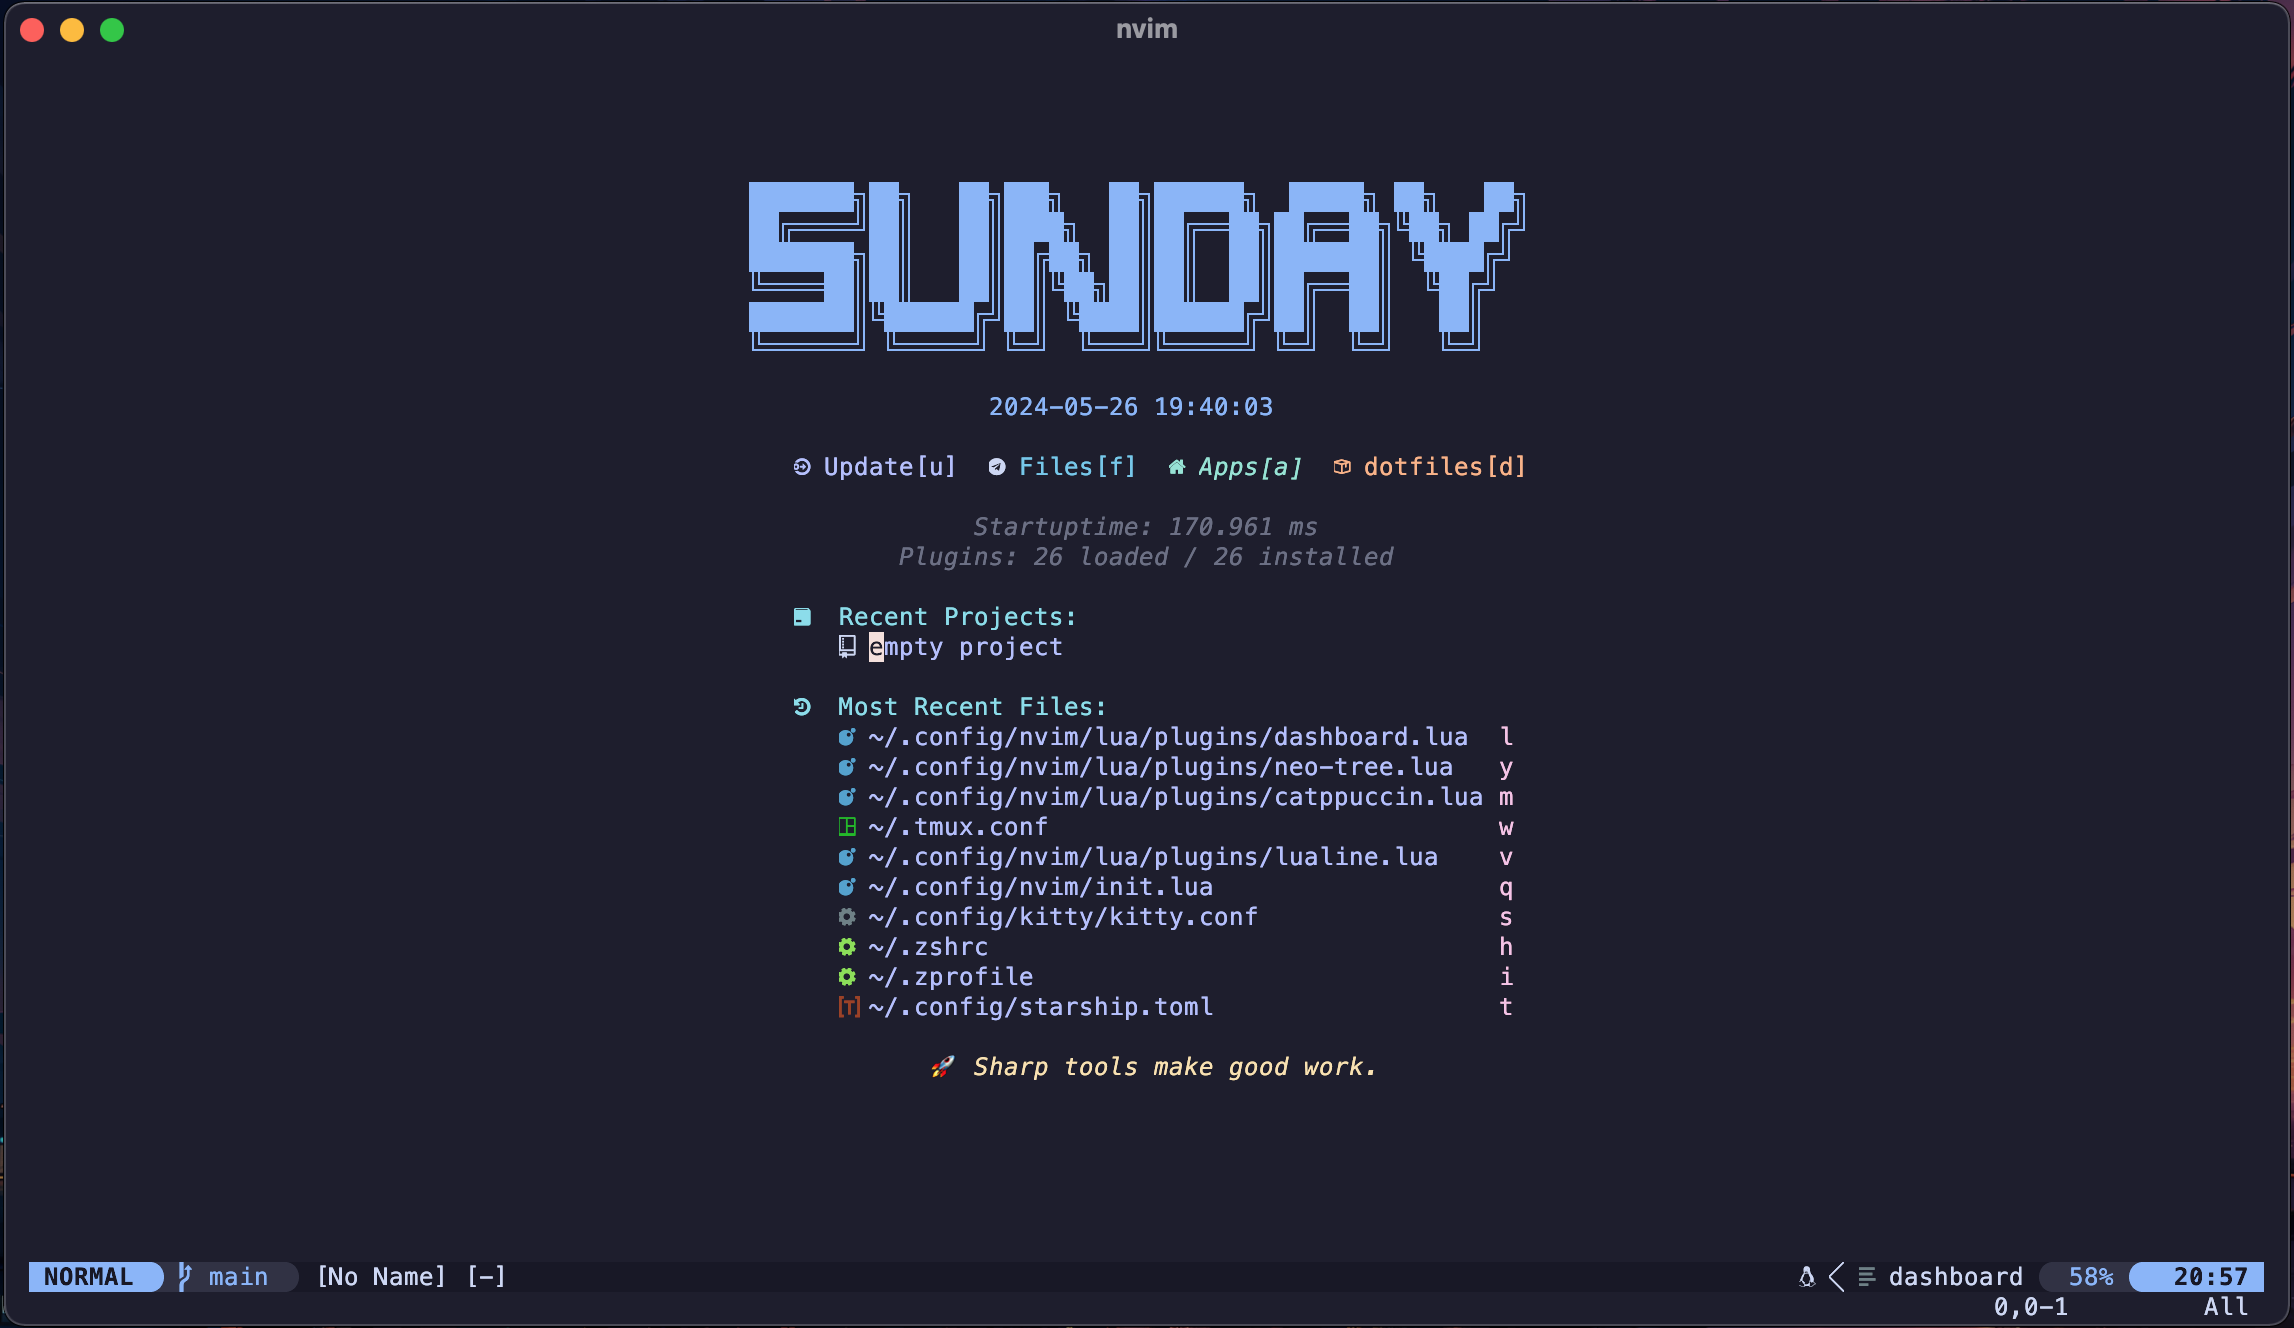 nvim
SUNDAY
2024-05-26 19:40:03
Update[u] Files[f] Apps[a] dotfiles[d]
Startuptime: 170.961 ms
Plugins: 26 loaded / 26 installed
Recent Projects:
empty project
Most Recent Files:
~/.config/nvim/lua/plugins/dashboard.lua l
~/.config/nvim/lua/plugins/neo-tree.lua y
~/.config/nvim/lua/plugins/catppuccin.lua m
~/.tmux.conf w
~/.config/nvim/lua/plugins/lualine.lua v
~/.config/nvim/init.lua q
~/.config/kitty/kitty.conf s
~/.zshrc h
~/.zprofile i
[T] ~/.config/starship.toml t
🚀 Sharp tools make good work.
NORMAL main [No Name] [-] dashboard 58% 20:57
0,0-1 All